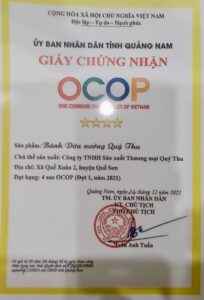 CỘNG HÒA XÃ HỘI CHỦ NGHĨA VIỆT NAM
Độc lập - Tự do - Hạnh phúc
ỦY BAN NHÂN DÂN TỈNH QUẢNG NAM
GIẤY CHỨNG NHẬN
OCOP
ONE COMMUNE ONE PRODUCT OF VIETNAM
Sản phẩm: Bánh Dừa nướng Quý Thu
Chủ thể sản xuất: Công ty TNHH Sản xuất Thương mại Quý Thu
Địa chỉ: Xã Quế Xuân 2, huyện Quế Sơn
Đạt hạng: 4 sao OCOP (Đợt 1, năm 2021)
Quảng Nam, ngày 24 tháng 12 năm 2021
TM. ỦY BAN NHÂN DÂN
KT. CHỦ TỊCH
PHÓ CHỦ TỊCH
Anh Tuấn